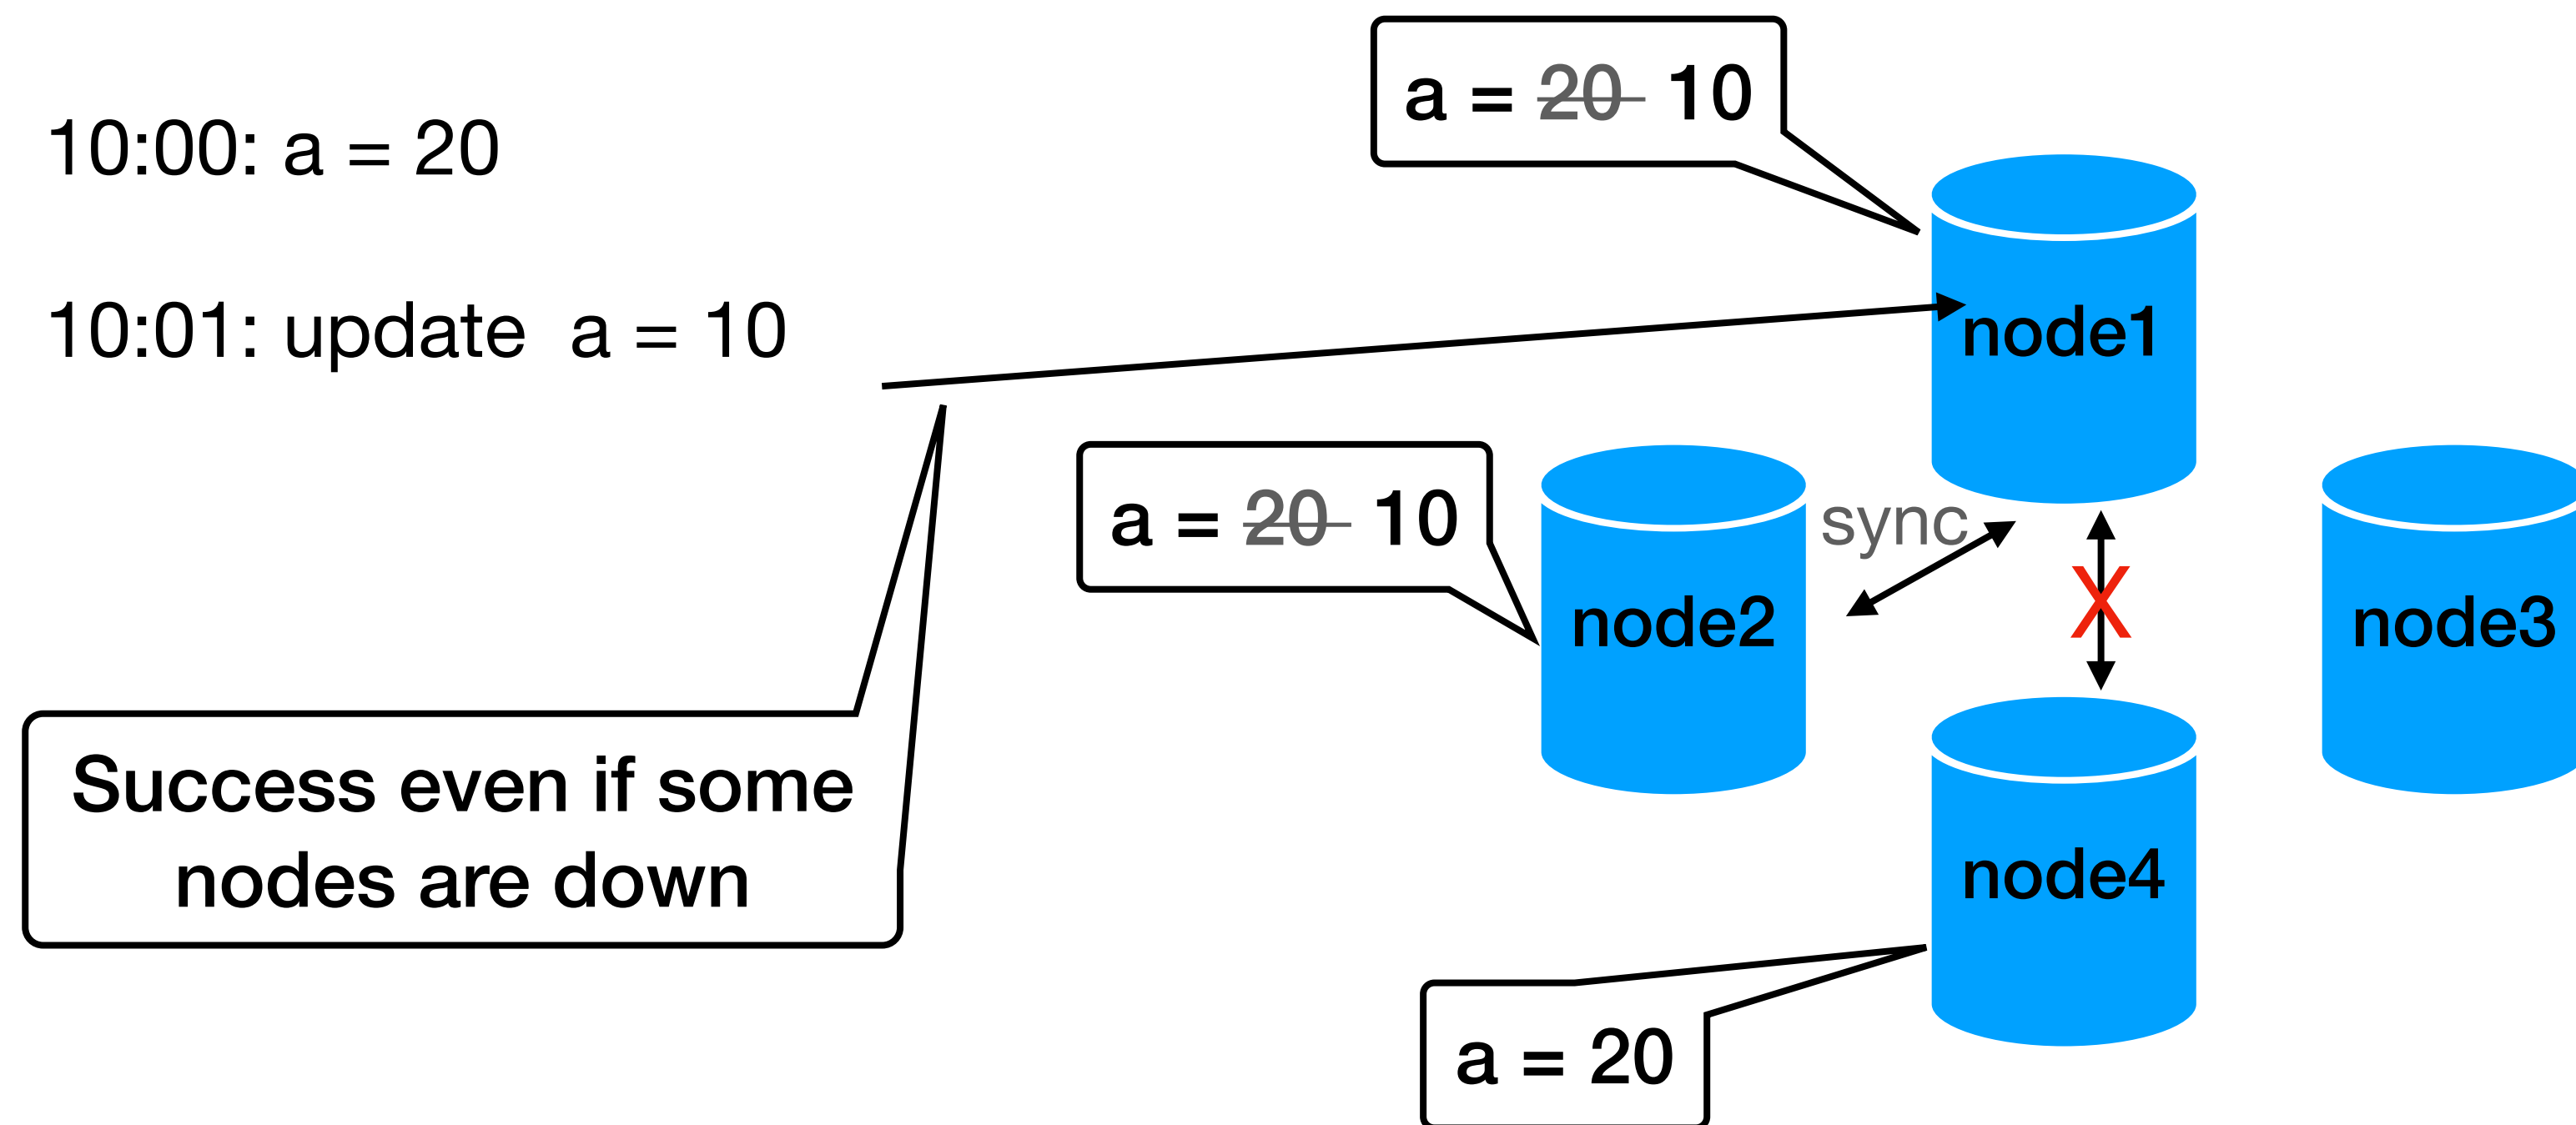 10:00: a = 20
10:01: update a = 10
a = 20 10
node1
a = 20 10
sync
node2
X
node3
Success even if some
nodes are down
node4
a = 20